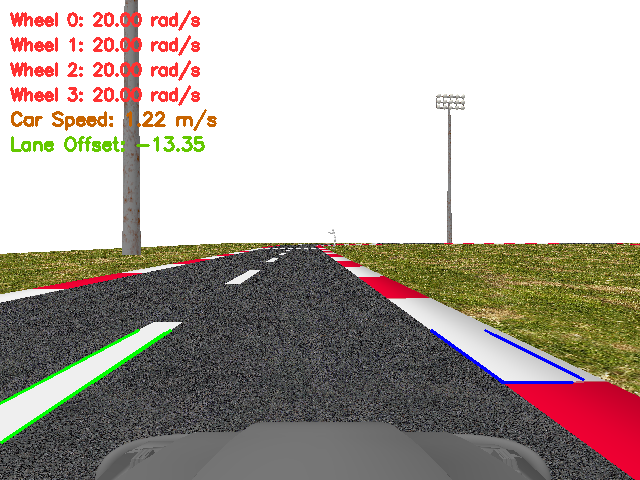 Wheel 0: 20.00 rad/s
Wheel 1: 20.00 rad/s
Wheel 2: 20.00 rad/s
Wheel 3: 20.00 rad/s
Car Speed: 1.22 m/s
Lane Offset: -13.35